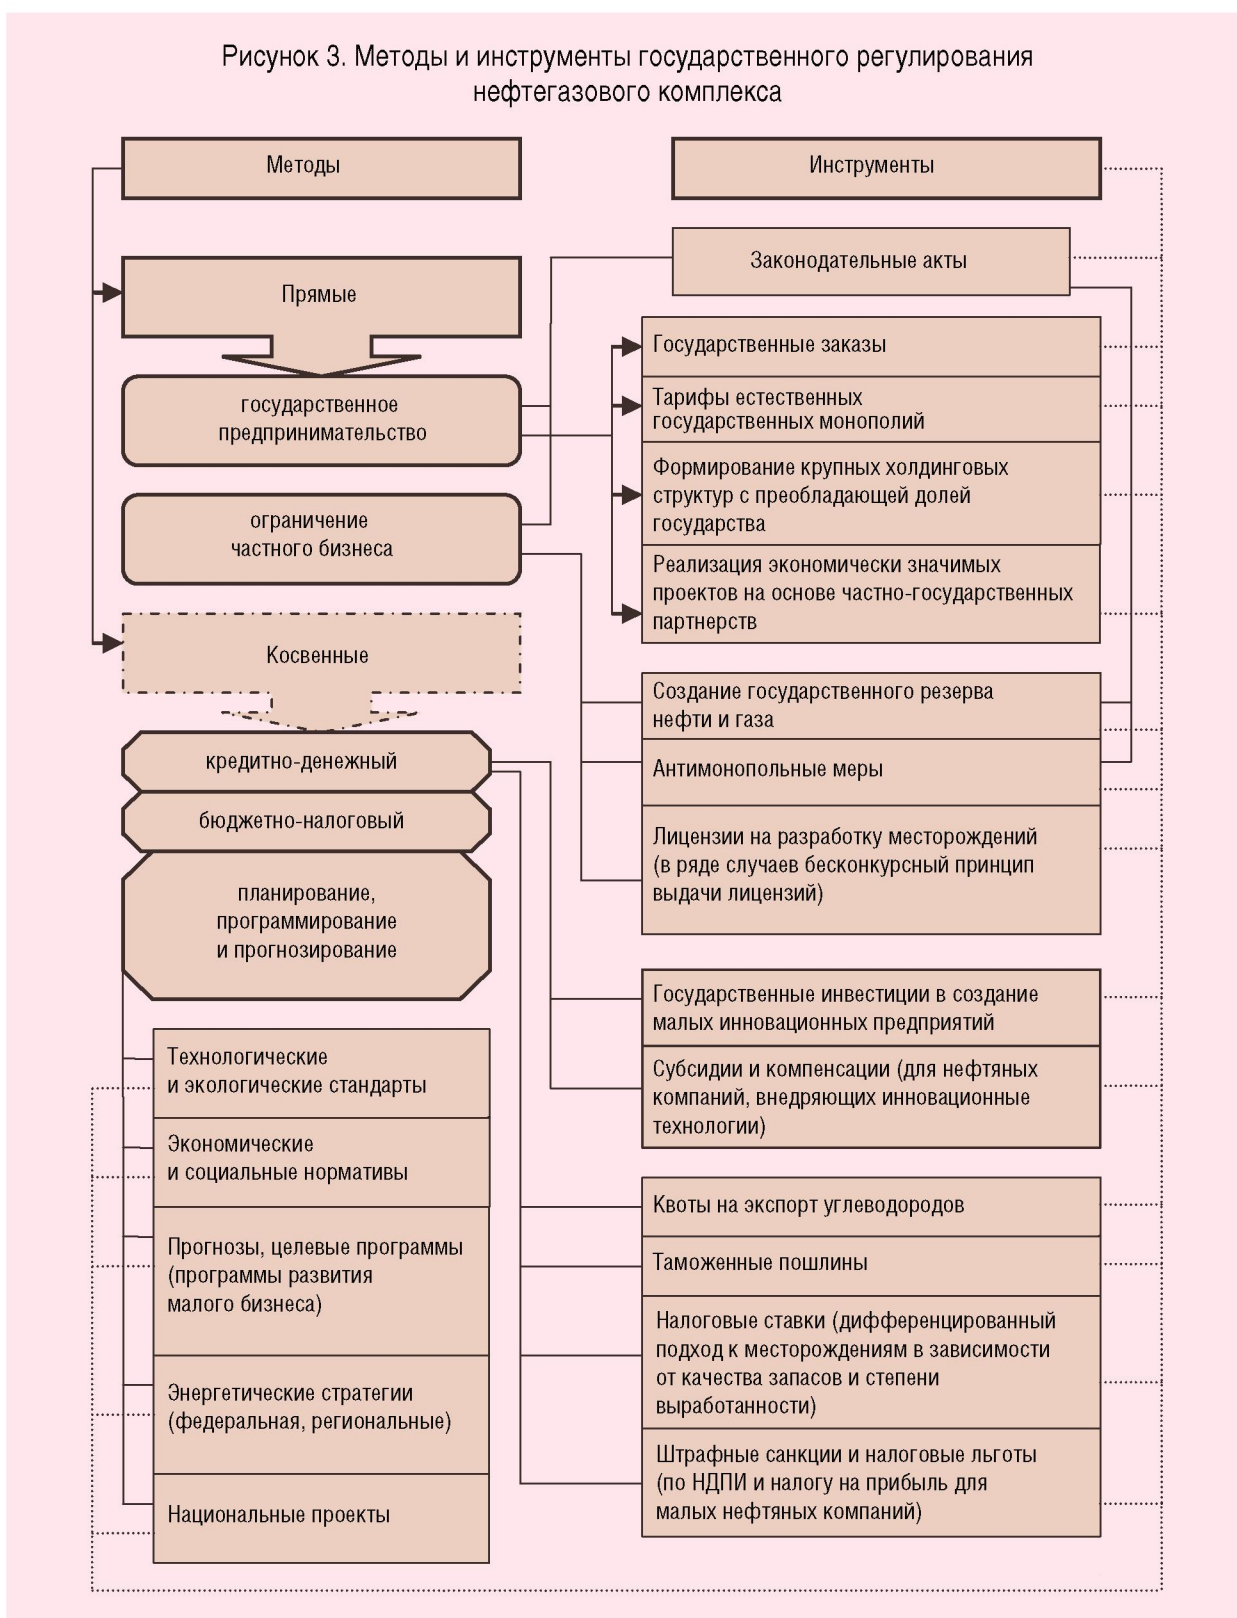 Рисунок 3. Методы и инструменты государственного регулирования
нефтегазового комплекса
Методы
Прямые
государственное
предпринимательство
ограничение
частного бизнеса
Косвенные
кредитно-денежный
бюджетно-налоговый
планирование,
программирование
и прогнозирование
Технологические
и экологические стандарты
Экономические
и социальные нормативы
Прогнозы, целевые программы
(программы развития
малого бизнеса)
Энергетические стратегии
(федеральная, региональные)
Национальные проекты
Инструменты
Законодательные акты
Государственные заказы
Тарифы естественных
государственных монополий
Формирование крупных холдинговых
структур с преобладающей долей
государства
Реализация экономически значимых
проектов на основе частно-государственных
партнерств
Создание государственного резерва
нефти и газа
Антимонопольные меры
Лицензии на разработку месторождений
(в ряде случаев бесконкурсный принцип
выдачи лицензий)
Государственные инвестиции в создание
малых инновационных предприятий
Субсидии и компенсации (для нефтяных
компаний, внедряющих инновационные
технологии)
Квоты на экспорт углеводородов
Таможенные пошлины
Налоговые ставки (дифференцированный
подход к месторождениям в зависимости
от качества запасов и степени
выработанности)
Штрафные санкции и налоговые льготы
(по НДПИ и налогу на прибыль для
малых нефтяных компаний)